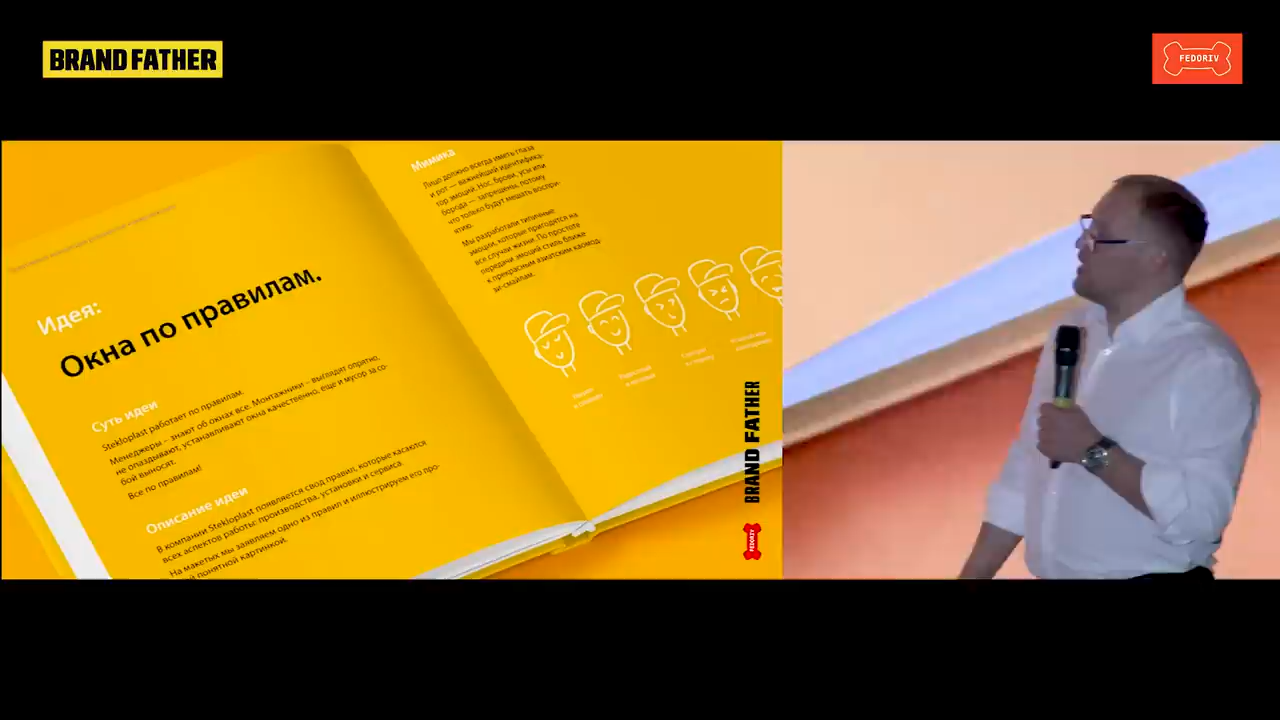 BRAND FATHER
FEDORIV
Идея:
Окна по правилам.
Суть идеи
Stekloplast работает по правилам.
Менеджеры – знают об окнах все. Монтажники – выглядят опрятно,
не опаздывают, устанавливают окна качественно, еще и мусор за со-
бой выносят.
Все по правилам!
Описание идеи
В компании Stekloplast появляется свод правил, которые касаются
всех аспектов работы: производства, установки и сервиса.
На макетах мы заявляем одно из правил и иллюстрируем его про-
понятной картинкой.
Мимика
Лицо должно всегда иметь глаза
и рот — важнейший идентифика-
тор эмоций. Нос, брови, усы или
борода — запрещены, потому
что только будут мешать воспри-
ятию.
Мы разработали типичные
эмоции, которые пригодятся на
все случаи жизни. По простоте
передачи эмоций стиль ближе
к прекрасным азиатским каомод-
зи-смайлам.
BRAND FATHER
FEDORIV